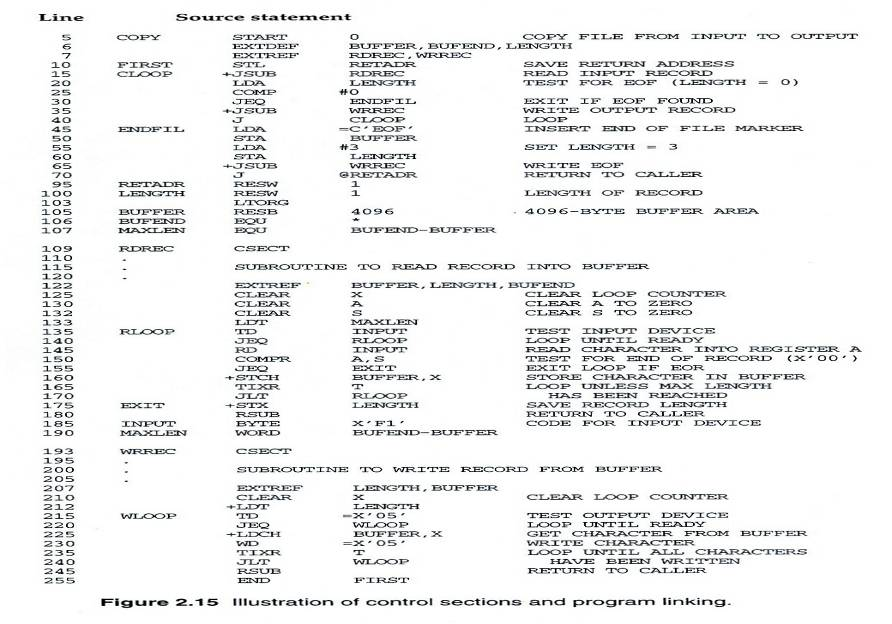 Line Source statement
5 COPY START 0 COPY FILE FROM INPUT TO OUTPUT
6 EXTDEF BUFFER,BUFEND,LENGTH
7 EXTREF RDREC,WRREC
10 FIRST STL RETADR SAVE RETURN ADDRESS
15 CLOOP +JSUB RDREC READ INPUT RECORD
20 LDA LENGTH TEST FOR EOF (LENGTH = 0)
25 COMP #0
30 JEQ ENDFIL EXIT IF EOF FOUND
35 +JSUB WRREC WRITE OUTPUT RECORD
40 J CLOOP LOOP
45 ENDFIL LDA =C'EOF' INSERT END OF FILE MARKER
50 STA BUFFER
55 LDA #3 SET LENGTH = 3
60 STA LENGTH
65 +JSUB WRREC WRITE EOF
70 J @RETADR RETURN TO CALLER
95 RETADR RESW 1
100 LENGTH RESW 1 LENGTH OF RECORD
103 LTORG
105 BUFFER RESB 4096 4096-BYTE BUFFER AREA
106 BUFEND EQU *
107 MAXLEN EQU BUFEND-BUFFER
109 RDREC CSECT
110 .
115 . SUBROUTINE TO READ RECORD INTO BUFFER
120 .
122 EXTREF BUFFER,LENGTH,BUFEND
125 CLEAR X CLEAR LOOP COUNTER
130 CLEAR A CLEAR A TO ZERO
132 CLEAR S CLEAR S TO ZERO
133 LDT MAXLEN
135 RLOOP TD INPUT TEST INPUT DEVICE
140 JEQ RLOOP LOOP UNTIL READY
145 RD INPUT READ CHARACTER INTO REGISTER A
150 COMPR A,S TEST FOR END OF RECORD (X'00')
155 JEQ EXIT EXIT LOOP IF EOR
160 +STCH BUFFER,X STORE CHARACTER IN BUFFER
165 TIXR T LOOP UNLESS MAX LENGTH
170 JLT RLOOP HAS BEEN REACHED
175 EXIT +STX LENGTH SAVE RECORD LENGTH
180 RSUB RETURN TO CALLER
185 INPUT BYTE X'F1' CODE FOR INPUT DEVICE
190 MAXLEN WORD BUFEND-BUFFER
193 WRREC CSECT
195 .
200 . SUBROUTINE TO WRITE RECORD FROM BUFFER
205 .
207 EXTREF LENGTH,BUFFER
210 CLEAR X CLEAR LOOP COUNTER
212 +LDT LENGTH
215 WLOOP TD =X'05' TEST OUTPUT DEVICE
220 JEQ WLOOP LOOP UNTIL READY
225 +LDCH BUFFER,X GET CHARACTER FROM BUFFER
230 WD =X'05' WRITE CHARACTER
235 TIXR T LOOP UNTIL ALL CHARACTERS
240 JLT WLOOP HAVE BEEN WRITTEN
245 RSUB RETURN TO CALLER
255 END FIRST
Figure 2.15 Illustration of control sections and program linking.